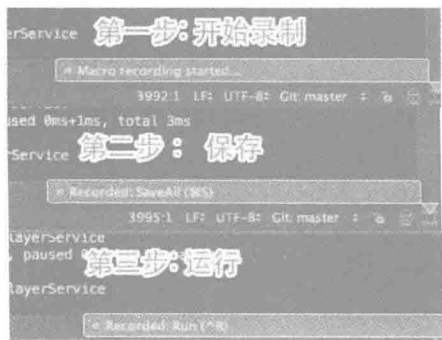 erService 第一步:开始录制
Macro recording started...
3992:1 LF÷ UTF-8÷ Git: master ÷
used 0ms+1ms, total 3ms
-Service 第二步： 保存
Recorded: SaveAll (⌘S)
3995:1 LF÷ UTF-8÷ Git: master ÷
layerService
, paused
第三步:运行
layerService
Recorded: Run (^R)